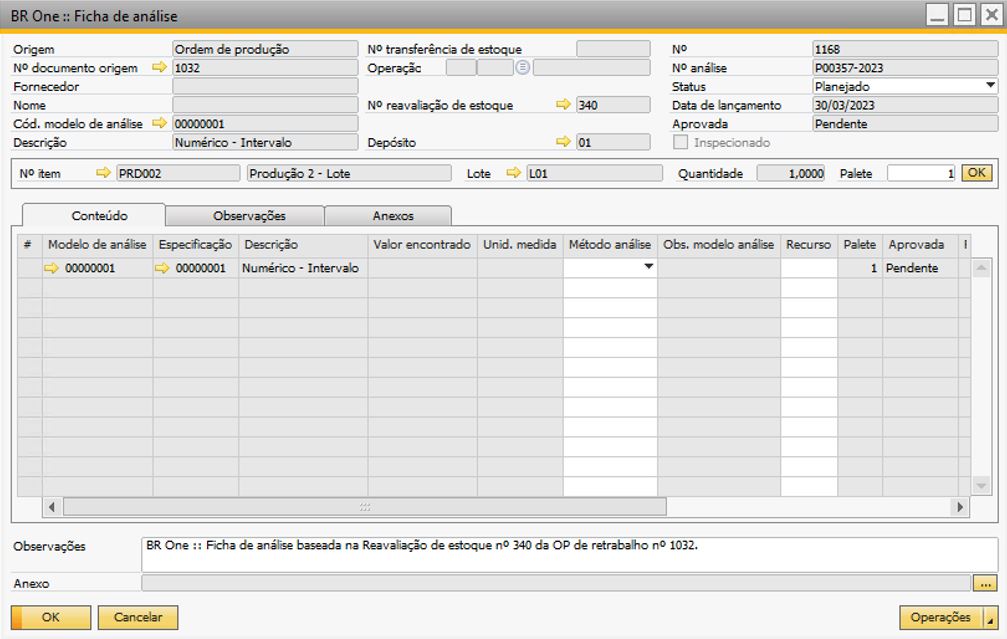 BR One :: Ficha de análise
Origem Ordem de produção Nº transferência de estoque Nº 1168
Nº documento origem 1032 Operação Nº análise P00357-2023
Fornecedor Status Planejado
Nome Nº reavaliação de estoque 340 Data de lançamento 30/03/2023
Cód. modelo de análise 00000001 Aprovada Pendente
Descrição Numérico - Intervalo Depósito 01 Inspecionado
Nº item PRD002 Produção 2 - Lote Lote L01 Quantidade 1,0000 Palete 1 OK
Conteúdo Observações Anexos
# Modelo de análise Especificação Descrição Valor encontrado Unid. medida Método análise Obs. modelo análise Recurso Palete Aprovada
00000001 00000001 Numérico - Intervalo 1 Pendente
Observações BR One :: Ficha de análise baseada na Reavaliação de estoque nº 340 da OP de retrabalho nº 1032.
Anexo ...
OK Cancelar Operações